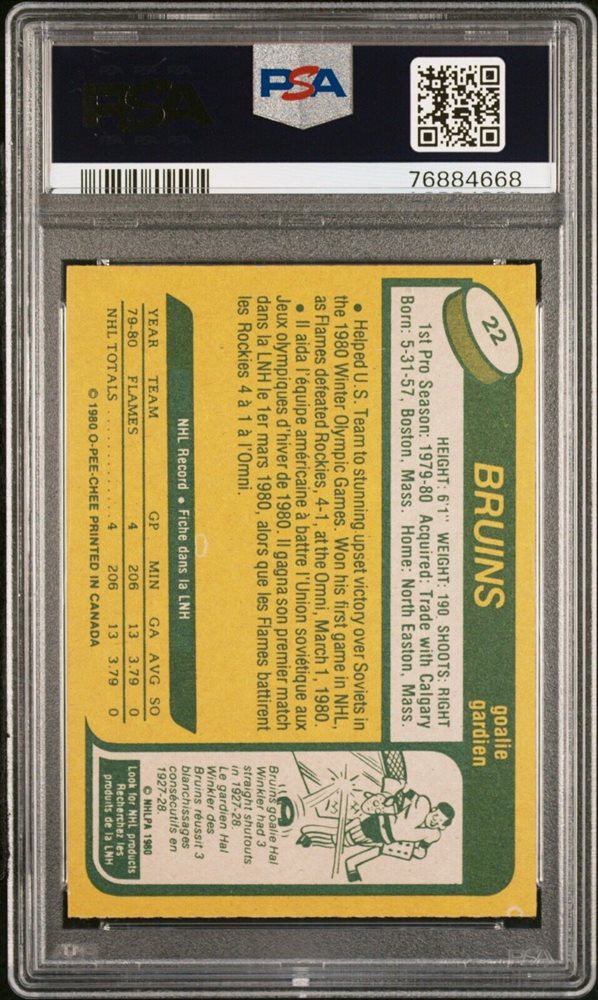 PSA
PSA
76884668
22
BRUINS
goalie
gardien
HEIGHT: 6'1" WEIGHT: 190 SHOOTS: RIGHT
1st Pro Season: 1979-80 Acquired: Trade with Calgary
Born: 5-31-57, Boston, Mass. Home: North Easton, Mass.
• Helped U.S. Team to stunning upset victory over Soviets in
the 1980 Winter Olympic Games. Won his first game in NHL,
as Flames defeated Rockies, 4-1, at the Omni, March 1, 1980.
• Il aida l'équipe américaine à battre l'Union soviétique aux
Jeux olympiques d'hiver de 1980. Il gagna son premier match
dans la LNH le 1er mars 1980, alors que les Flames battirent
les Rockies 4 à 1 à l'Omni.
NHL Record • Fiche dans la LNH
YEAR TEAM GP MIN GA AVG SO
79-80 FLAMES 4 206 13 3.79 0
NHL TOTALS .......... 4 206 13 3.79 0
© 1980 O-PEE-CHEE PRINTED IN CANADA
Bruins goalie Hal
Winkler had 3
straight shutouts
in 1927-28.
Le gardien Hal
Winkler des
Bruins réussit 3
blanchissages
consécutifs en
1927-28.
© NHLPA 1980
Look for NHL products
Recherchez les
produits de la LNH
PSA